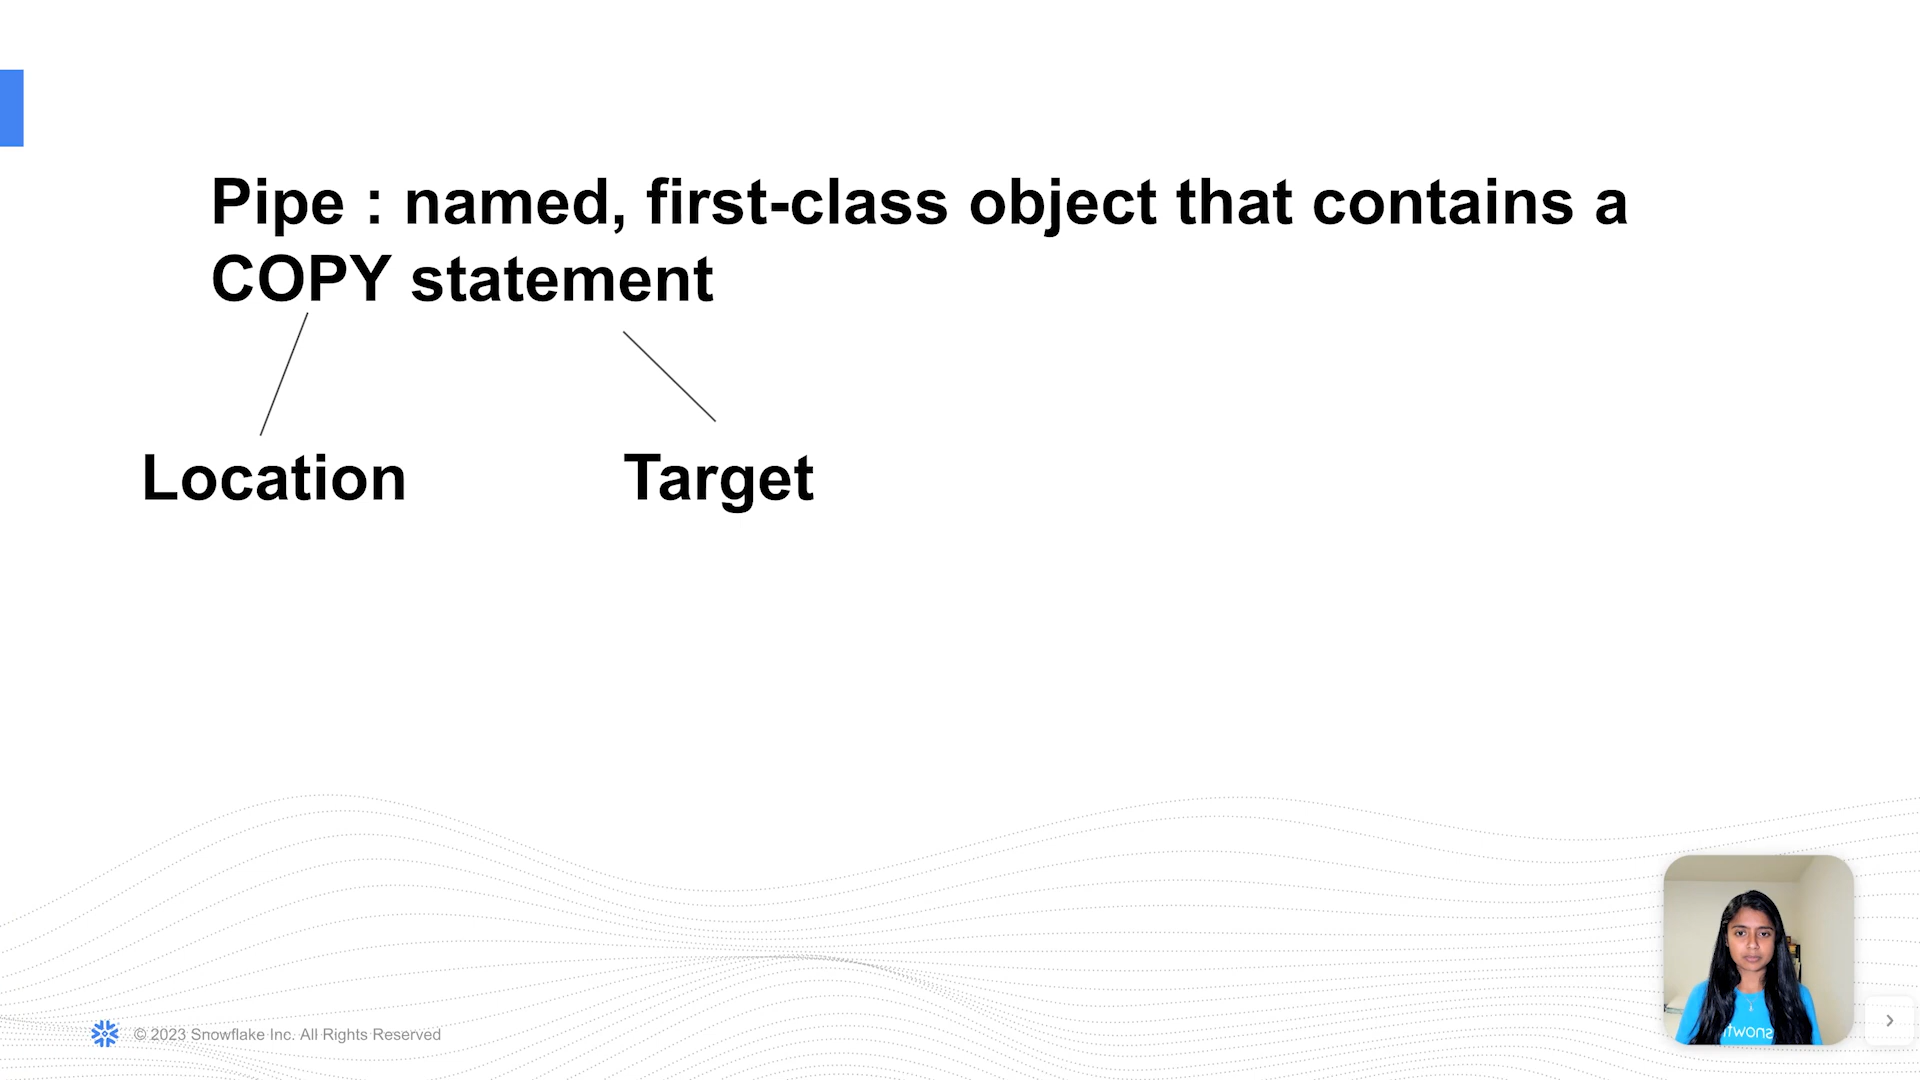 Pipe : named, first-class object that contains a
COPY statement
Location
Target
© 2023 Snowflake Inc. All Rights Reserved